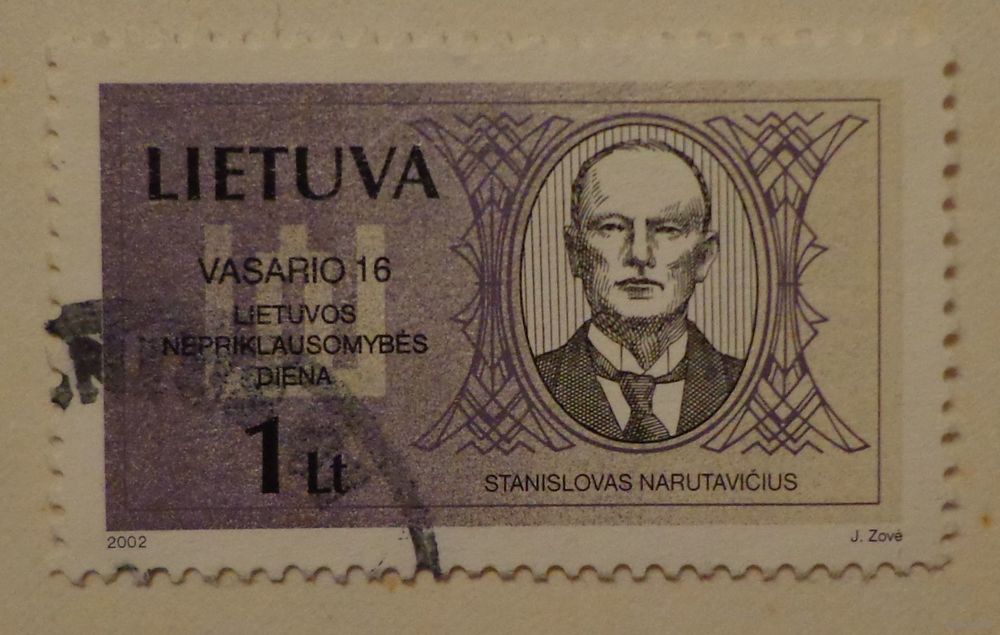 LIETUVA
VASARIO 16
LIETUVOS
NEPRIKLAUSOMYBĖS
DIENA
1 Lt
STANISLOVAS NARUTAVIČIUS
2002
J. Zovė